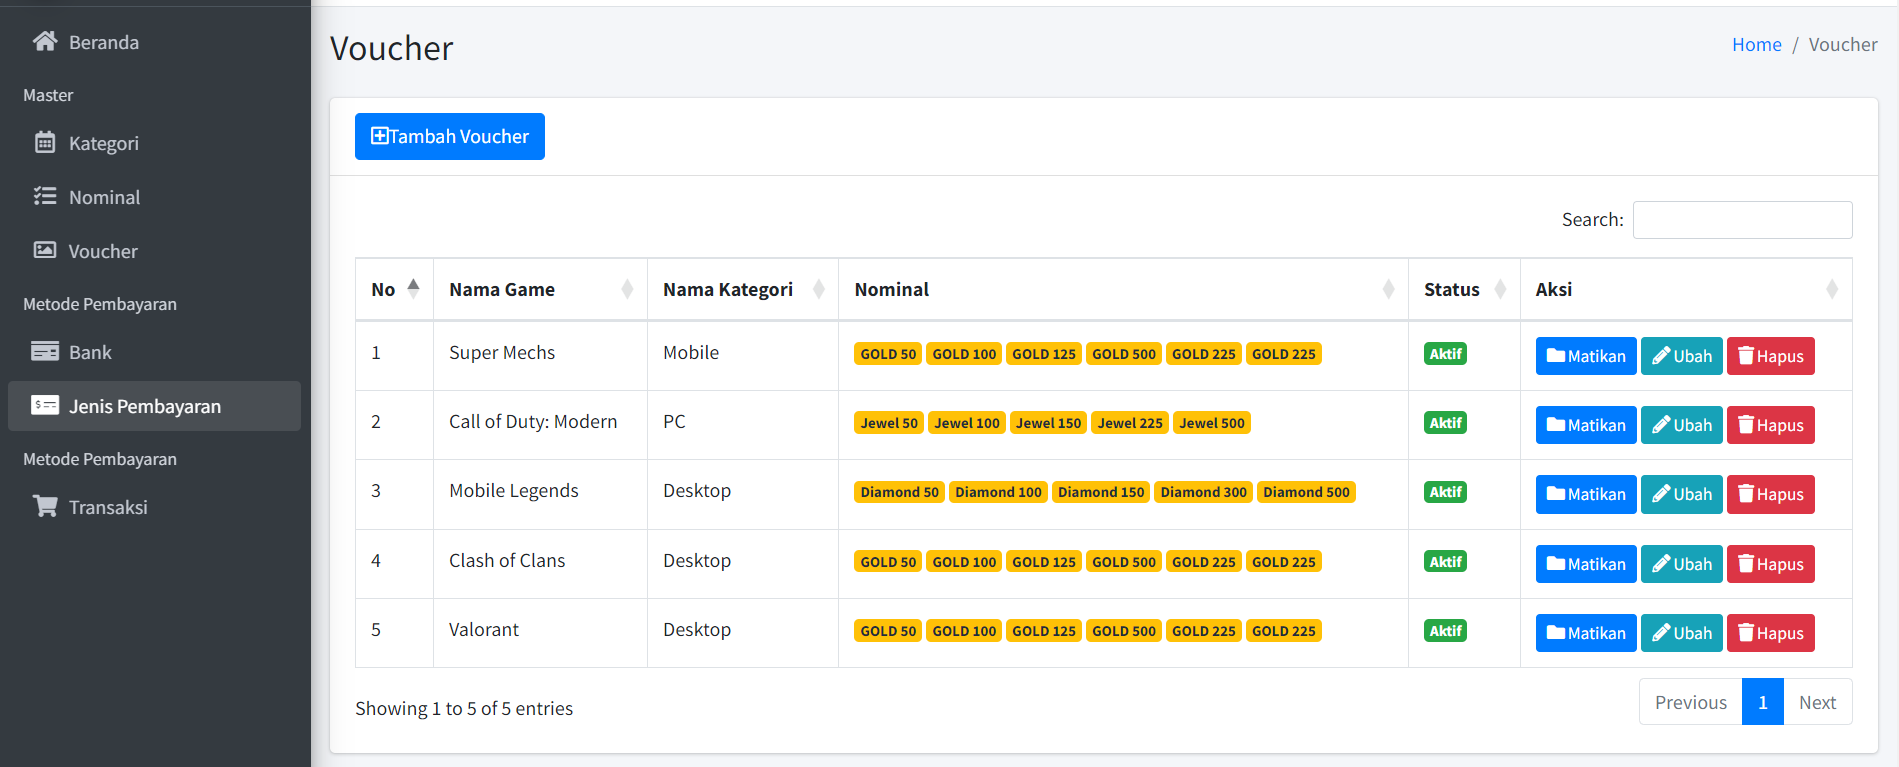 Beranda
Master
Kategori
Nominal
Voucher
Metode Pembayaran
Bank
Jenis Pembayaran
Metode Pembayaran
Transaksi
Voucher
Home / Voucher
Tambah Voucher
Search:
No Nama Game Nama Kategori Nominal Status Aksi
1 Super Mechs Mobile GOLD 50 GOLD 100 GOLD 125 GOLD 500 GOLD 225 GOLD 225 Aktif Matikan Ubah Hapus
2 Call of Duty: Modern PC Jewel 50 Jewel 100 Jewel 150 Jewel 225 Jewel 500 Aktif Matikan Ubah Hapus
3 Mobile Legends Desktop Diamond 50 Diamond 100 Diamond 150 Diamond 300 Diamond 500 Aktif Matikan Ubah Hapus
4 Clash of Clans Desktop GOLD 50 GOLD 100 GOLD 125 GOLD 500 GOLD 225 GOLD 225 Aktif Matikan Ubah Hapus
5 Valorant Desktop GOLD 50 GOLD 100 GOLD 125 GOLD 500 GOLD 225 GOLD 225 Aktif Matikan Ubah Hapus
Showing 1 to 5 of 5 entries
Previous 1 Next